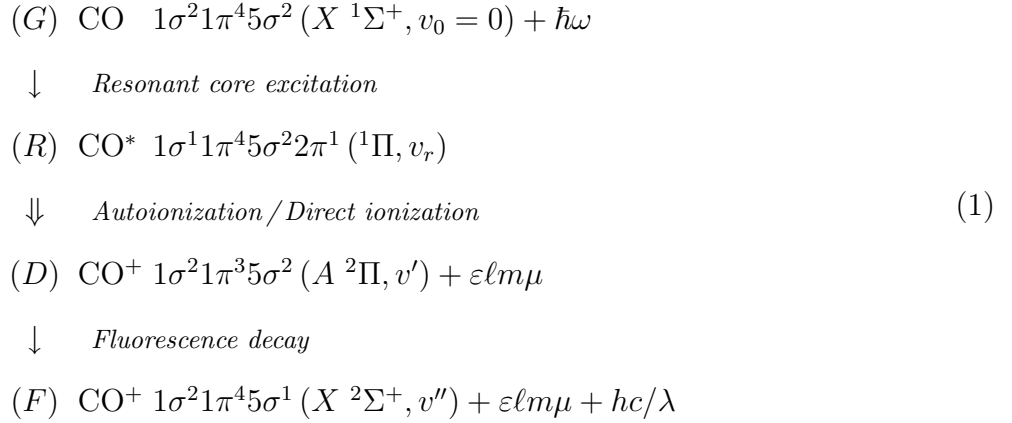 (G) CO 1σ²1π⁴5σ² (X ¹Σ⁺, v₀ = 0) + ℏω
↓ Resonant core excitation
(R) CO* 1σ¹1π⁴5σ²2π¹ (¹Π, vᵣ)
⇓ Autoionization / Direct ionization (1)
(D) CO⁺ 1σ²1π³5σ² (A ²Π, v′) + εℓmμ
↓ Fluorescence decay
(F) CO⁺ 1σ²1π⁴5σ¹ (X ²Σ⁺, v″) + εℓmμ + hc/λ